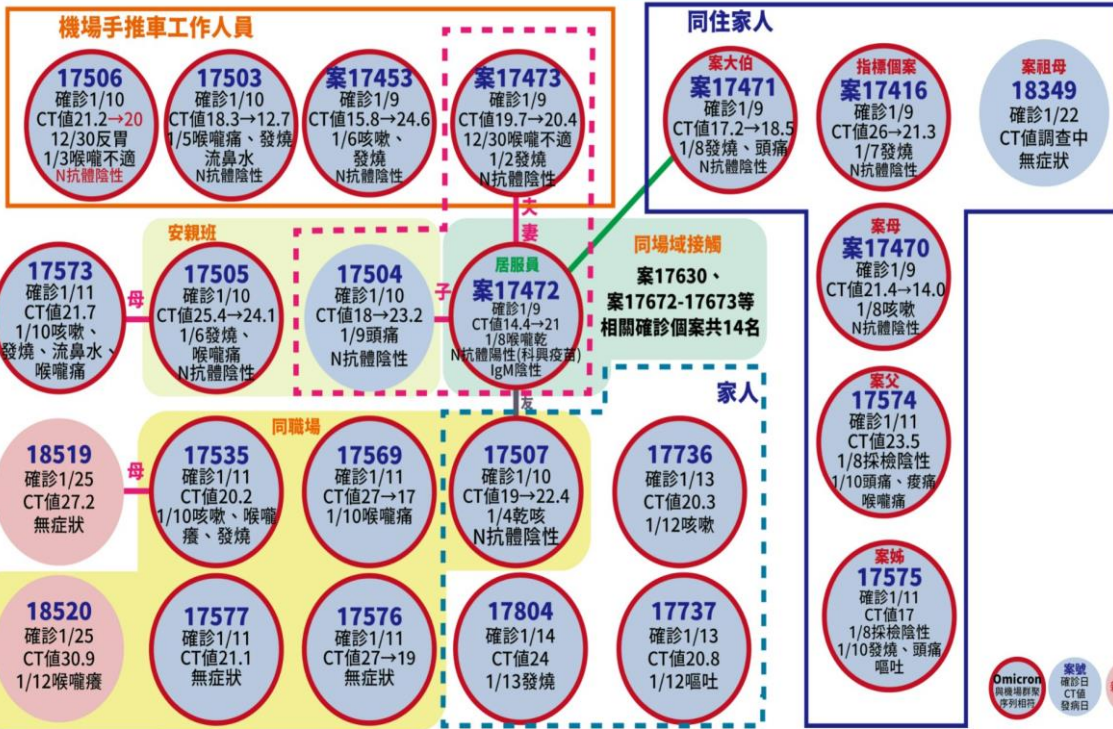 機場手推車工作人員
17506
確診1/10
CT值21.2→20
12/30反胃
1/3喉嚨不適
N抗體陰性
17503
確診1/10
CT值18.3→12.7
1/5喉嚨痛、發燒
流鼻水
N抗體陰性
案17453
確診1/9
CT值15.8→24.6
1/6咳嗽、
發燒
N抗體陰性
案17473
確診1/9
CT值19.7→20.4
12/30喉嚨不適
1/2發燒
N抗體陰性
同住家人
案大伯
案17471
確診1/9
CT值17.2→18.5
1/8發燒、頭痛
N抗體陰性
指標個案
案17416
確診1/9
CT值26→21.3
1/7發燒
N抗體陰性
案祖母
18349
確診1/22
CT值調查中
無症狀
夫
妻
17573
確診1/11
CT值21.7
1/10咳嗽、
發燒、流鼻水、
喉嚨痛
母
安親班
17505
確診1/10
CT值25.4→24.1
1/6發燒、
喉嚨痛
N抗體陰性
17504
確診1/10
CT值18→23.2
1/9頭痛
N抗體陰性
子
居服員
案17472
確診1/9
CT值14.4→21
1/8喉嚨乾
N抗體陽性(科興疫苗)
IgM陰性
同場域接觸
案17630、
案17672-17673等
相關確診個案共14名
案母
案17470
確診1/9
CT值21.4→14.0
1/8咳嗽
N抗體陰性
友
家人
18519
確診1/25
CT值27.2
無症狀
母
同職場
17535
確診1/11
CT值20.2
1/10咳嗽、喉嚨
癢、發燒
17569
確診1/11
CT值27→17
1/10喉嚨痛
17507
確診1/10
CT值19→22.4
1/4乾咳
N抗體陰性
17736
確診1/13
CT值20.3
1/12咳嗽
案父
17574
確診1/11
CT值23.5
1/8採檢陰性
1/10頭痛、痠痛
喉嚨痛
18520
確診1/25
CT值30.9
1/12喉嚨癢
17577
確診1/11
CT值21.1
無症狀
17576
確診1/11
CT值27→19
無症狀
17804
確診1/14
CT值24
1/13發燒
17737
確診1/13
CT值20.8
1/12嘔吐
案姊
17575
確診1/11
CT值17
1/8採檢陰性
1/10發燒、頭痛
嘔吐
Omicron
與機場群聚
序列相符
案號
確診日
CT值
發病日